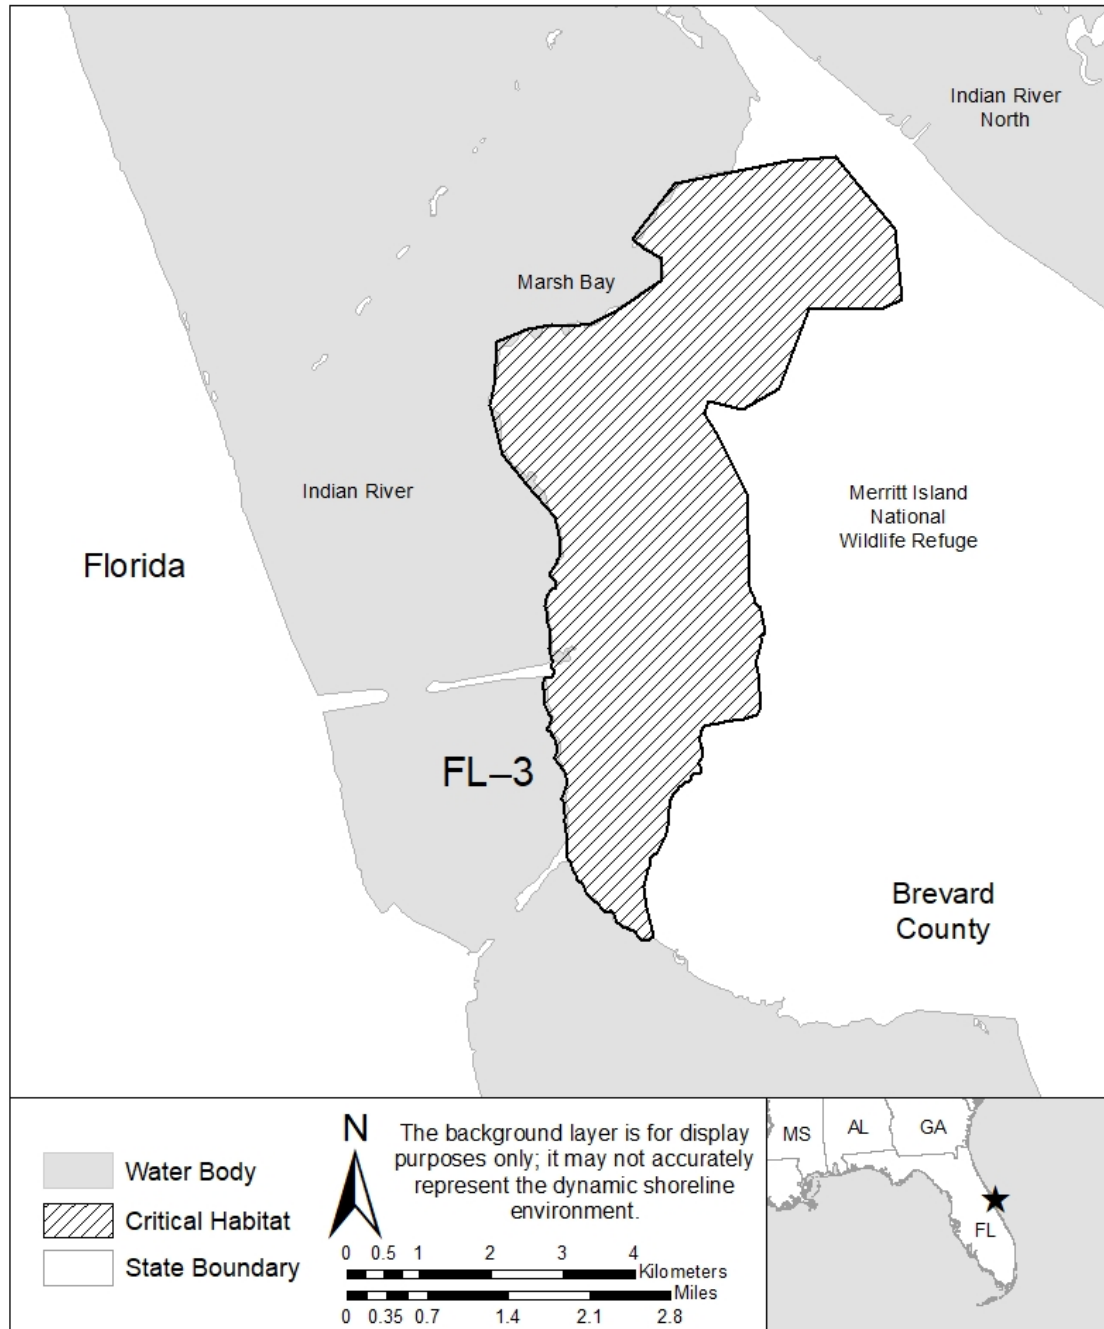 Indian River
North
Marsh Bay
Indian River
Merritt Island
National
Wildlife Refuge
Florida
FL–3
Brevard
County
Water Body
Critical Habitat
State Boundary
N
The background layer is for display
purposes only; it may not accurately
represent the dynamic shoreline
environment.
0 0.5 1 2 3 4
Kilometers
Miles
0 0.35 0.7 1.4 2.1 2.8
MS AL GA
FL